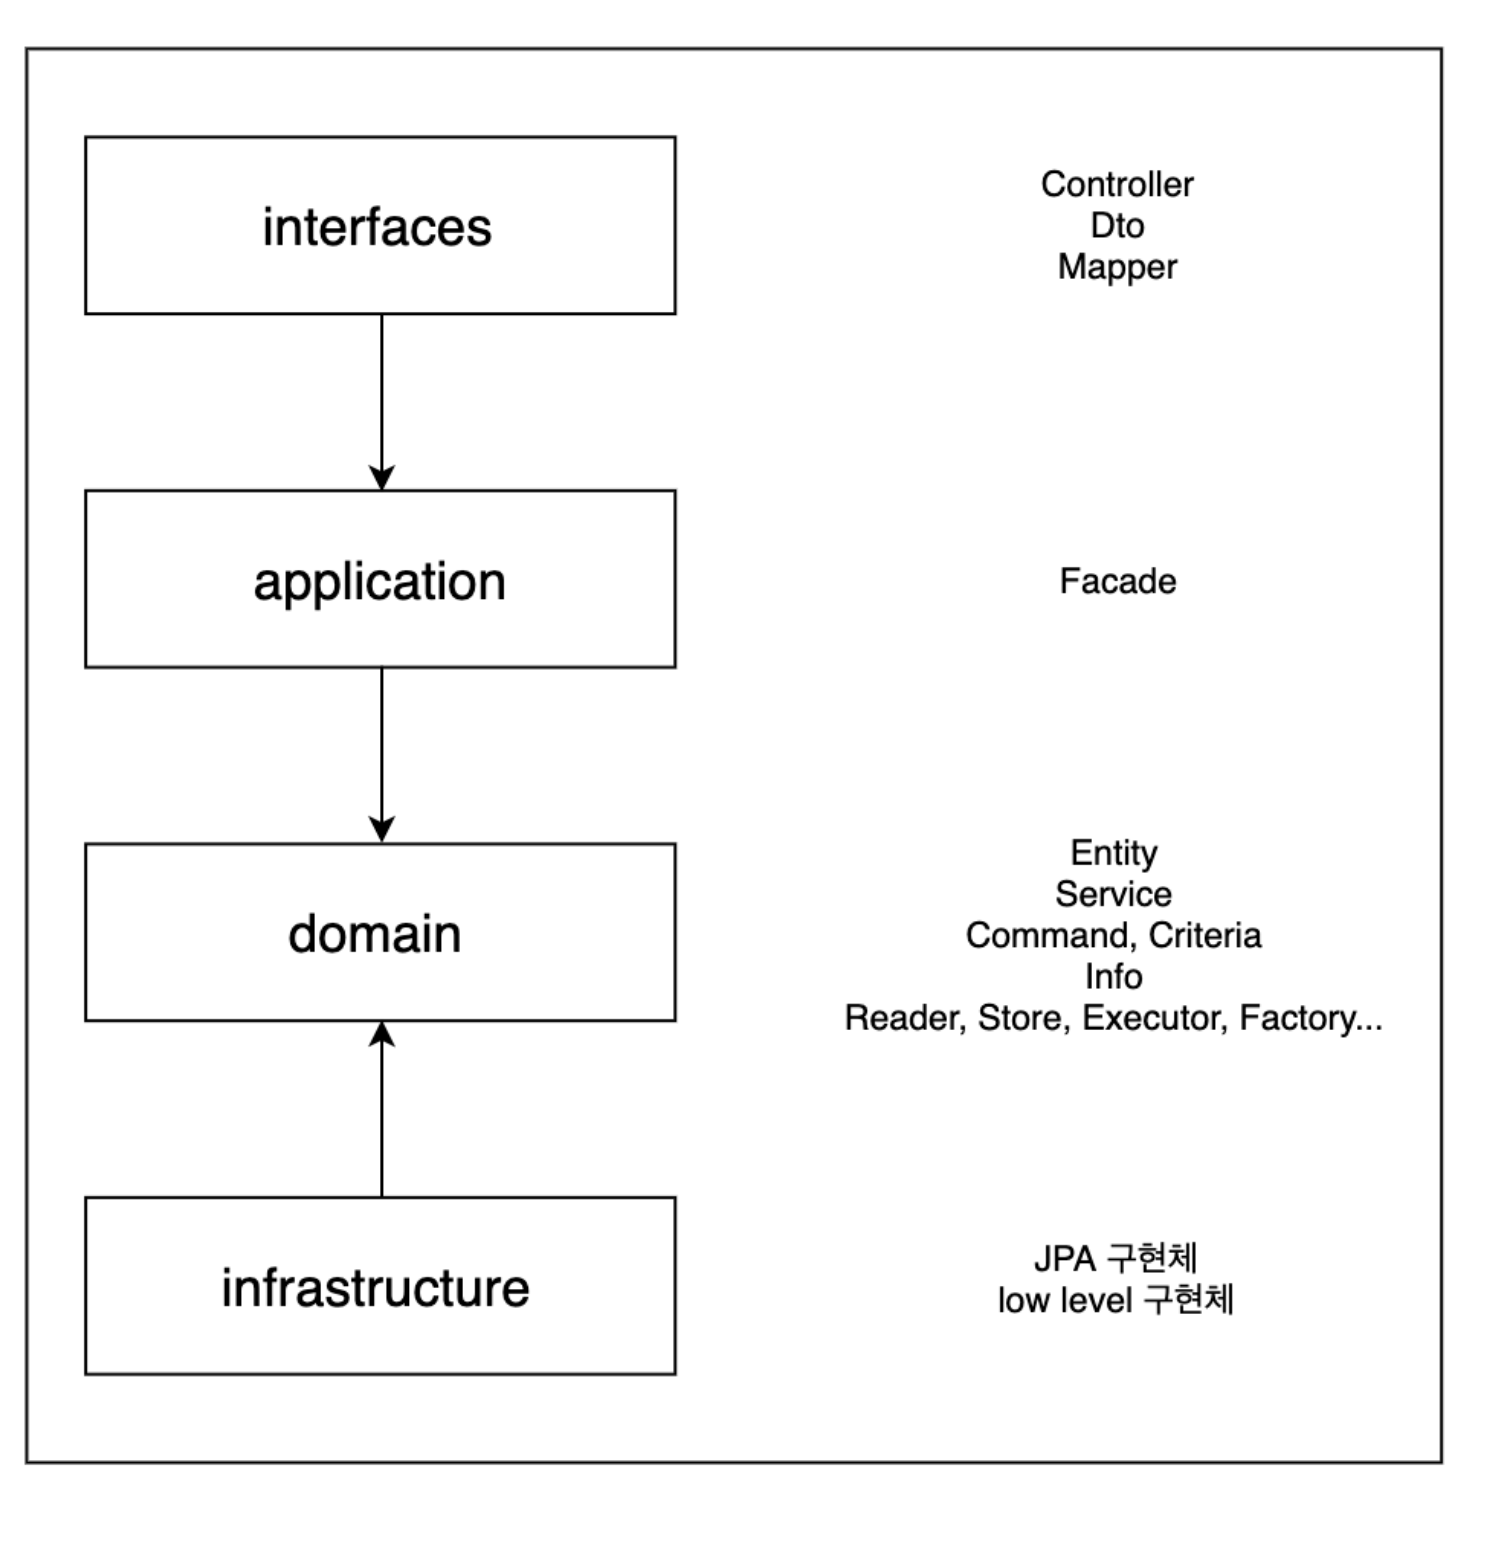 interfaces
Controller
Dto
Mapper
application
Facade
domain
Entity
Service
Command, Criteria
Info
Reader, Store, Executor, Factory...
infrastructure
JPA 구현체
low level 구현체